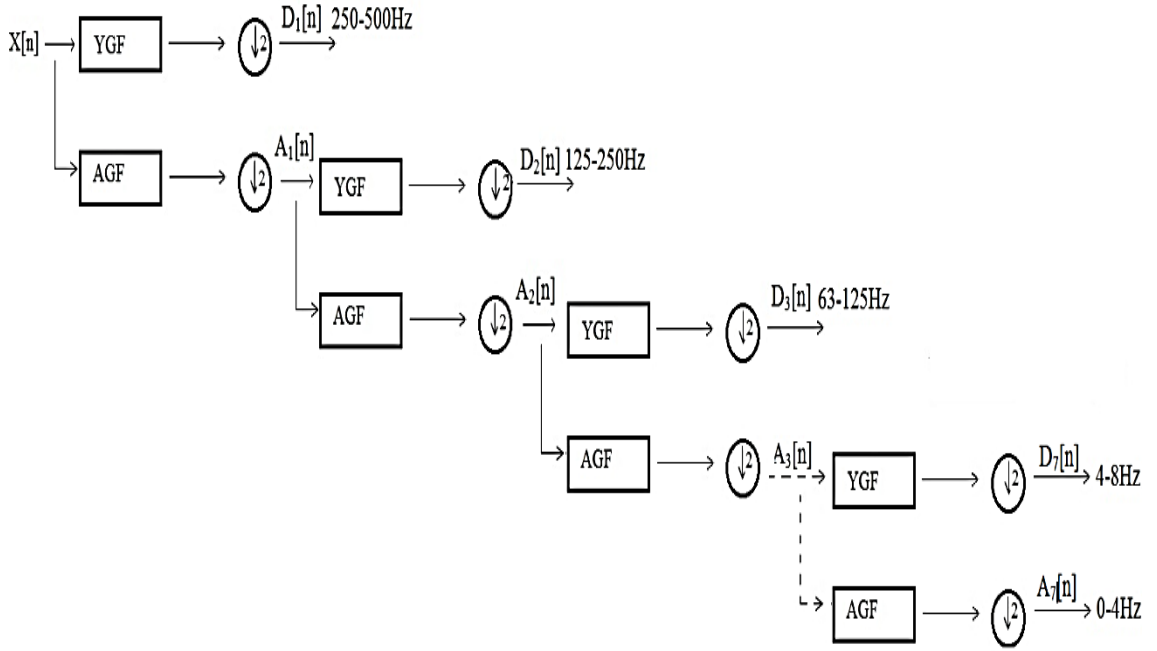 X[n] YGF ↓2 D₁[n] 250-500Hz
AGF ↓2 A₁[n] YGF ↓2 D₂[n] 125-250Hz
AGF ↓2 A₂[n] YGF ↓2 D₃[n] 63-125Hz
AGF ↓2 A₃[n] YGF ↓2 D₇[n] 4-8Hz
AGF ↓2 A₇[n] 0-4Hz